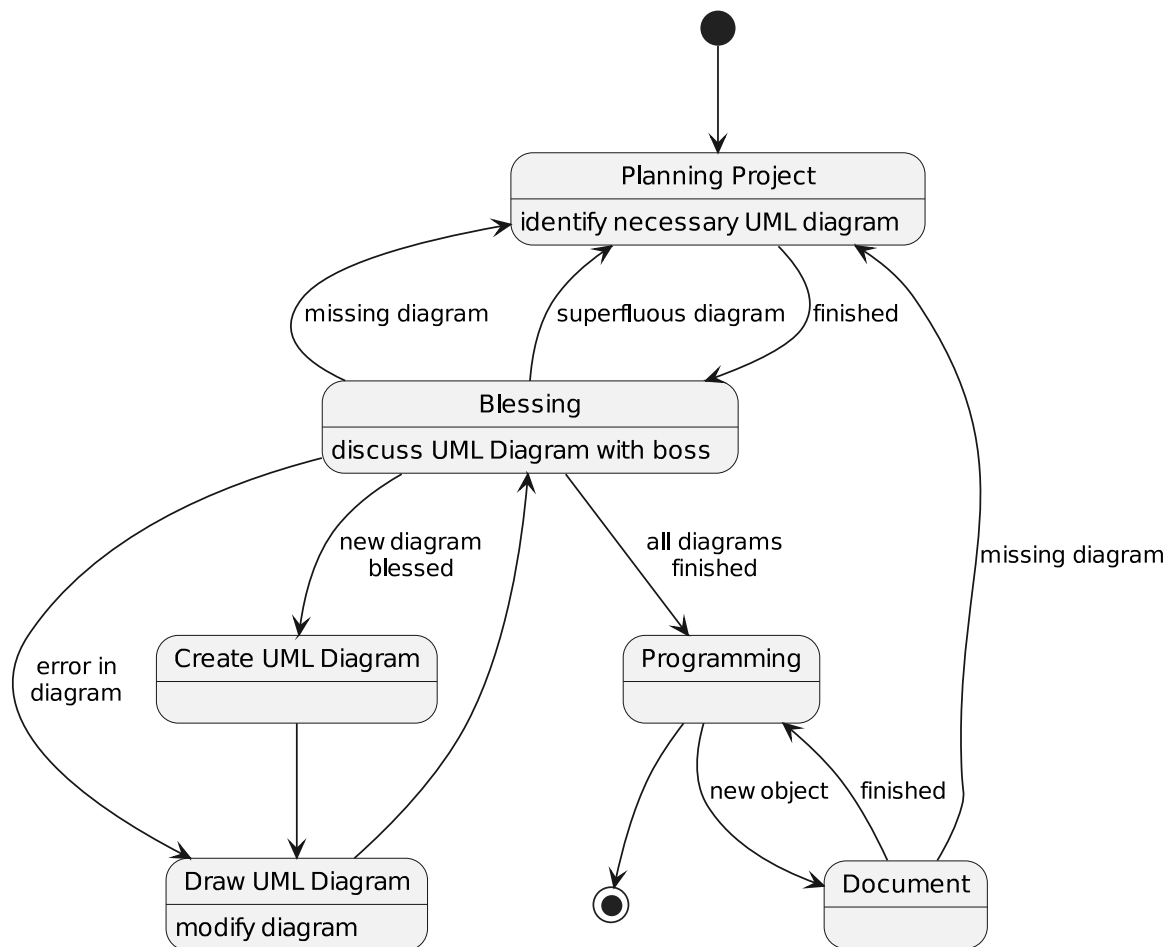 Planning Project
identify necessary UML diagram
missing diagram
superfluous diagram
finished
Blessing
discuss UML Diagram with boss
new diagram
blessed
all diagrams
finished
missing diagram
error in
diagram
Create UML Diagram
Programming
new object
finished
Draw UML Diagram
modify diagram
Document